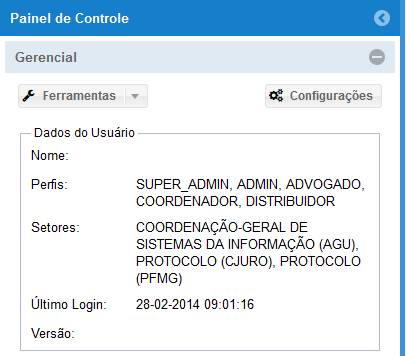 Painel de Controle
Gerencial
Ferramentas
Configurações
Dados do Usuário
Nome:
Perfis: SUPER_ADMIN, ADMIN, ADVOGADO,
COORDENADOR, DISTRIBUIDOR
Setores: COORDENAÇÃO-GERAL DE
SISTEMAS DA INFORMAÇÃO (AGU),
PROTOCOLO (CJURO), PROTOCOLO
(PFMG)
Último Login: 28-02-2014 09:01:16
Versão: